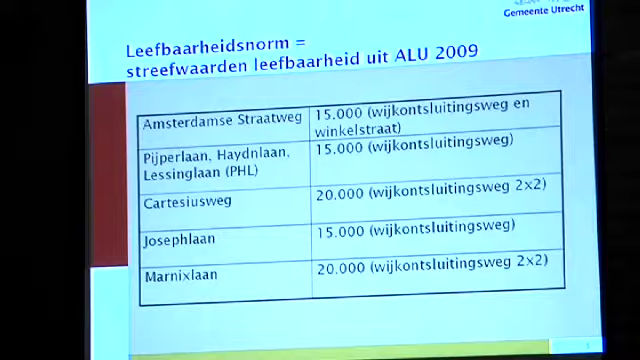 Gemeente Utrecht
Leefbaarheidsnorm =
streefwaarden leefbaarheid uit ALU 2009
Amsterdamse Straatweg
15.000 (wijkontsluitingsweg en
winkelstraat)
Pijperlaan, Haydnlaan,
Lessinglaan (PHL)
15.000 (wijkontsluitingsweg)
Cartesiusweg
20.000 (wijkontsluitingsweg 2x2)
Josephlaan
15.000 (wijkontsluitingsweg)
Marnixlaan
20.000 (wijkontsluitingsweg 2x2)